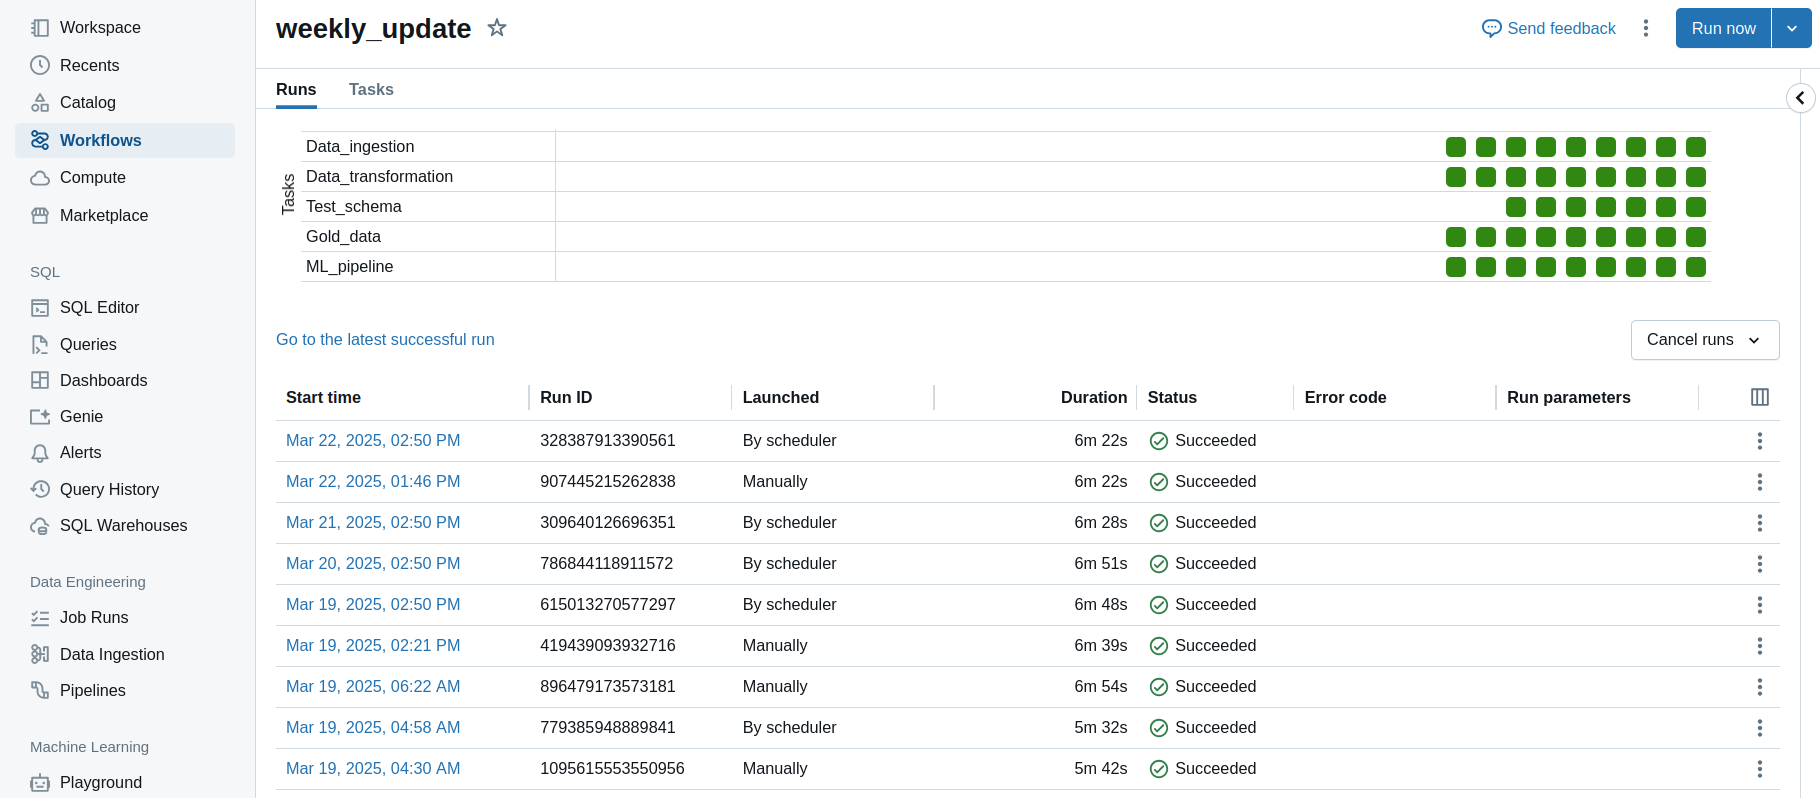 Workspace
Recents
Catalog
Workflows
Compute
Marketplace
SQL
SQL Editor
Queries
Dashboards
Genie
Alerts
Query History
SQL Warehouses
Data Engineering
Job Runs
Data Ingestion
Pipelines
Machine Learning
Playground
weekly_update
Send feedback
Run now
Runs Tasks
Tasks
Data_ingestion
Data_transformation
Test_schema
Gold_data
ML_pipeline
Go to the latest successful run
Cancel runs
Start time Run ID Launched Duration Status Error code Run parameters
Mar 22, 2025, 02:50 PM 328387913390561 By scheduler 6m 22s Succeeded
Mar 22, 2025, 01:46 PM 907445215262838 Manually 6m 22s Succeeded
Mar 21, 2025, 02:50 PM 309640126696351 By scheduler 6m 28s Succeeded
Mar 20, 2025, 02:50 PM 786844118911572 By scheduler 6m 51s Succeeded
Mar 19, 2025, 02:50 PM 615013270577297 By scheduler 6m 48s Succeeded
Mar 19, 2025, 02:21 PM 419439093932716 Manually 6m 39s Succeeded
Mar 19, 2025, 06:22 AM 896479173573181 Manually 6m 54s Succeeded
Mar 19, 2025, 04:58 AM 779385948889841 By scheduler 5m 32s Succeeded
Mar 19, 2025, 04:30 AM 1095615553550956 Manually 5m 42s Succeeded